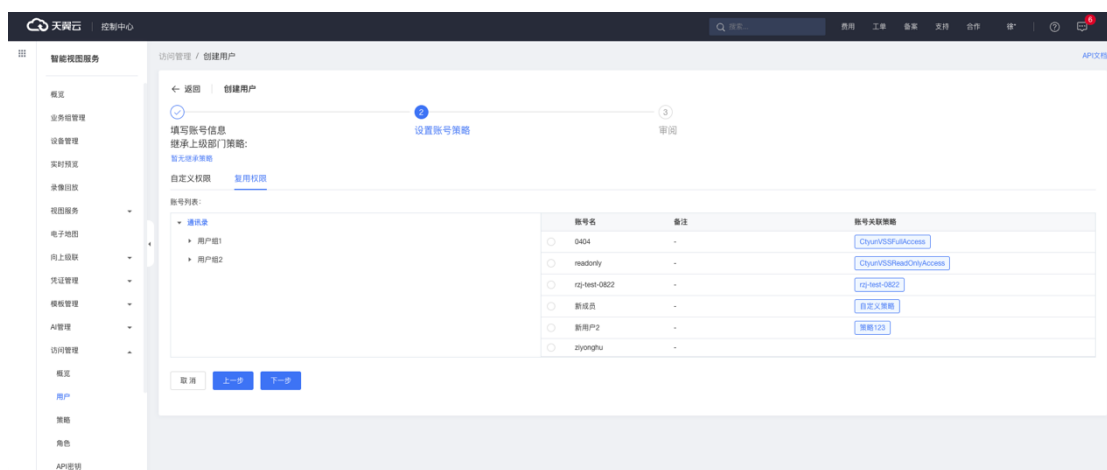 天翼云 | 控制中心
搜索...
费用 工单 备案 支持 合作 6
智能视图服务
概览
业务组管理
设备管理
实时预览
录像回放
视图服务
电子地图
向上级联
凭证管理
模板管理
AI管理
访问管理
概览
用户
策略
角色
API密钥
访问管理 / 创建用户
API文档
← 返回 创建用户
2 3
填写账号信息 设置账号策略 审阅
继承上级部门策略:
暂无继承策略
自定义权限 复用权限
账号列表:
通讯录
用户组1
用户组2
账号名 备注 账号关联策略
0404 - CtyunVSSFullAccess
readonly - CtyunVSSReadOnlyAccess
rzj-test-0822 - rzj-test-0822
新成员 - 自定义策略
新用户2 - 策略123
ziyonghu -
取 消 上一步 下一步